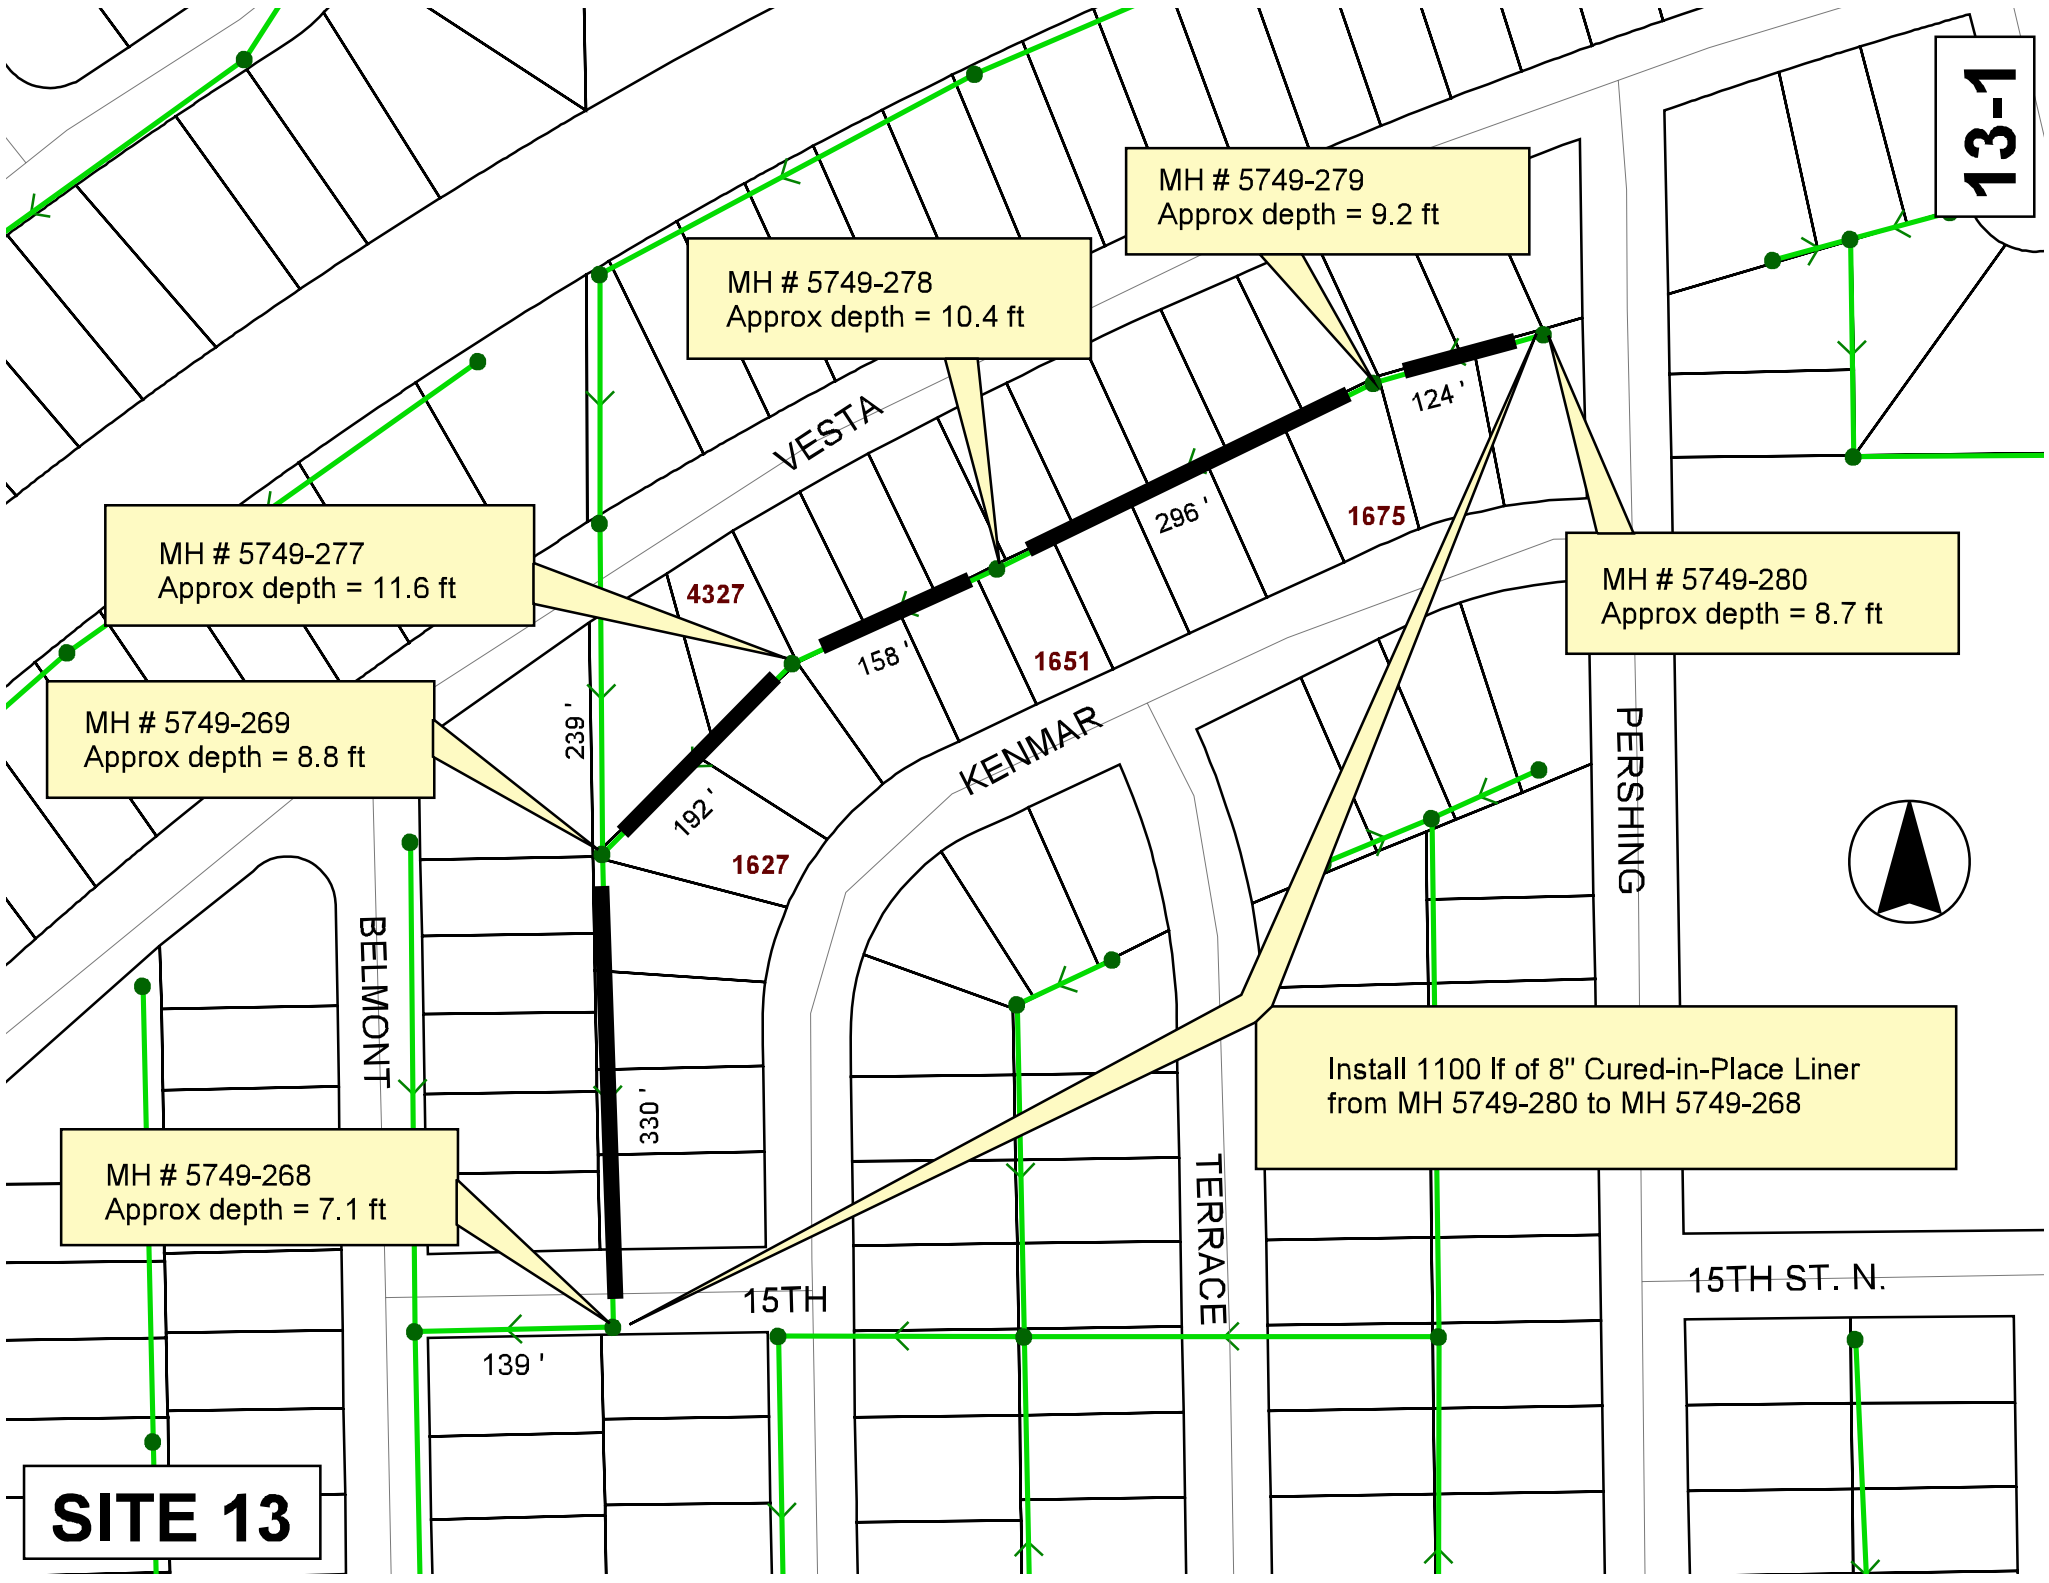 13-1
MH # 5749-279
Approx depth = 9.2 ft
MH # 5749-278
Approx depth = 10.4 ft
124 '
VESTA
296 '
1675
MH # 5749-277
Approx depth = 11.6 ft
4327
MH # 5749-280
Approx depth = 8.7 ft
158 '
1651
MH # 5749-269
Approx depth = 8.8 ft
239 '
192 '
KENMAR
PERSHING
1627
BELMONT
330 '
Install 1100 lf of 8" Cured-in-Place Liner
from MH 5749-280 to MH 5749-268
MH # 5749-268
Approx depth = 7.1 ft
TERRACE
15TH
15TH ST. N.
139 '
SITE 13